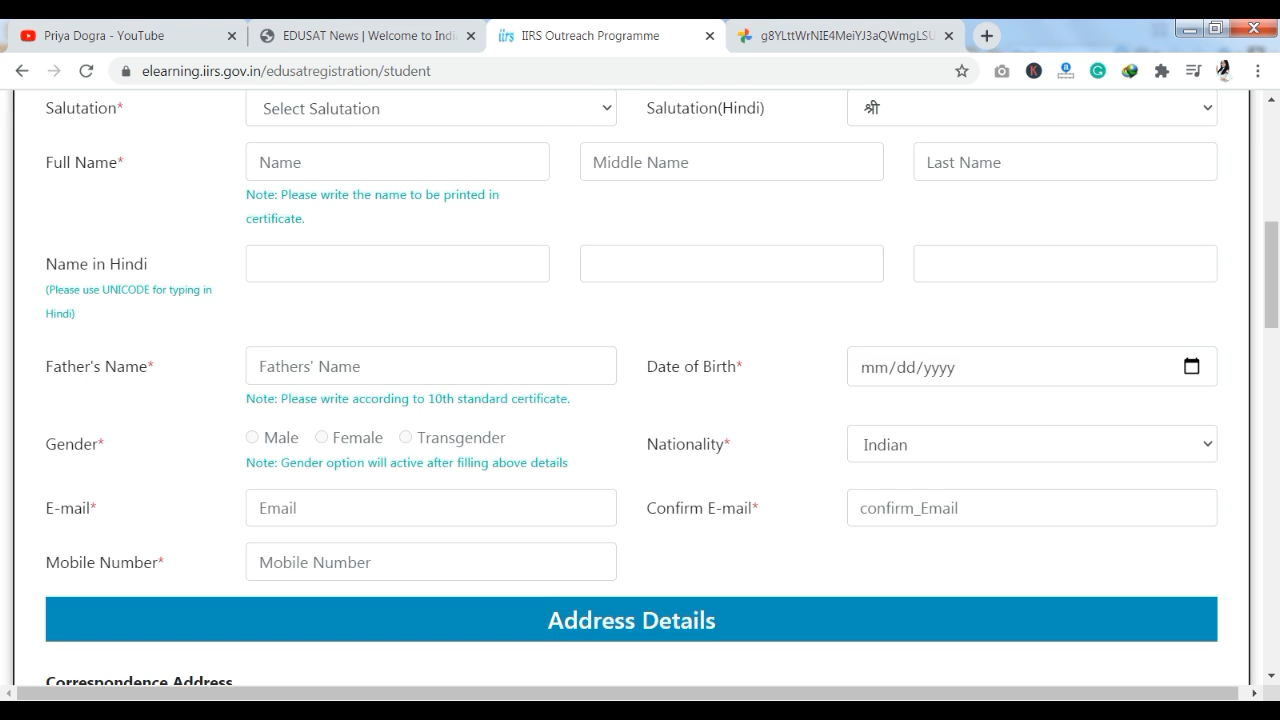 Priya Dogra - YouTube
EDUSAT News | Welcome to Indi
iirs IIRS Outreach Programme
g8YLttWrNIE4MeiYJ3aQWmgLSU
elearning.iirs.gov.in/edusatregistration/student
Salutation* Select Salutation Salutation(Hindi) श्री
Full Name* Name Middle Name Last Name
Note: Please write the name to be printed in
certificate.
Name in Hindi
(Please use UNICODE for typing in
Hindi)
Father's Name* Fathers' Name Date of Birth* mm/dd/yyyy
Note: Please write according to 10th standard certificate.
Gender* Male Female Transgender Nationality* Indian
Note: Gender option will active after filling above details
E-mail* Email Confirm E-mail* confirm_Email
Mobile Number* Mobile Number
Address Details
Correspondence Address